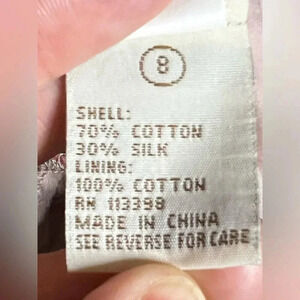 8
SHELL:
70% COTTON
30% SILK
LINING:
100% COTTON
RN 113398
MADE IN CHINA
SEE REVERSE FOR CARE